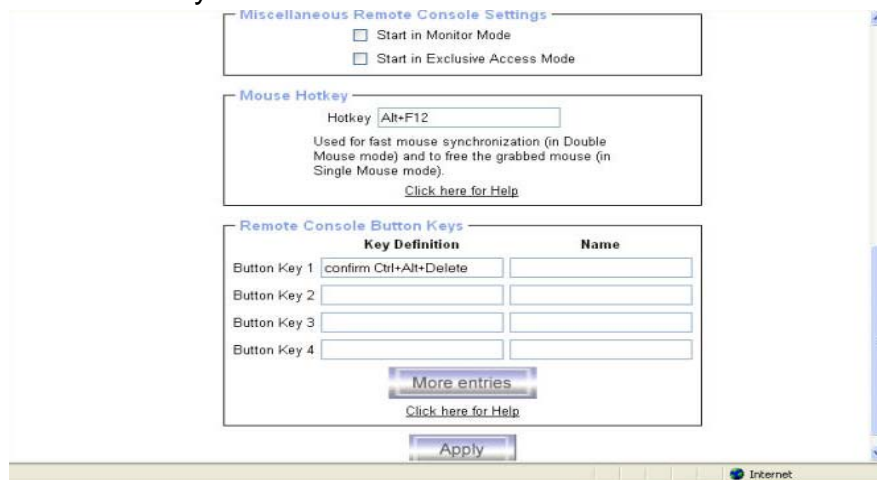 Miscellaneous Remote Console Settings
Start in Monitor Mode
Start in Exclusive Access Mode
Mouse Hotkey
Hotkey Alt+F12
Used for fast mouse synchronization (in Double
Mouse mode) and to free the grabbed mouse (in
Single Mouse mode).
Click here for Help
Remote Console Button Keys
Key Definition Name
Button Key 1 confirm Ctrl+Alt+Delete
Button Key 2
Button Key 3
Button Key 4
More entries
Click here for Help
Apply
Internet